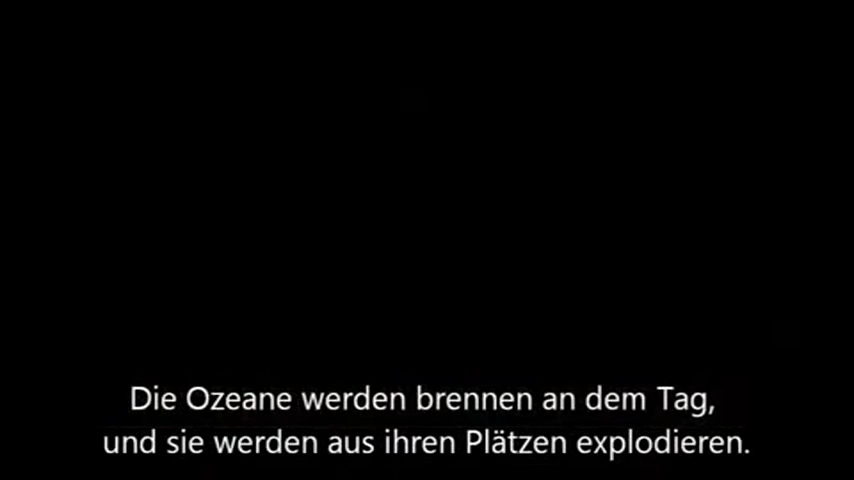 Die Ozeane werden brennen an dem Tag,
und sie werden aus ihren Plätzen explodieren.